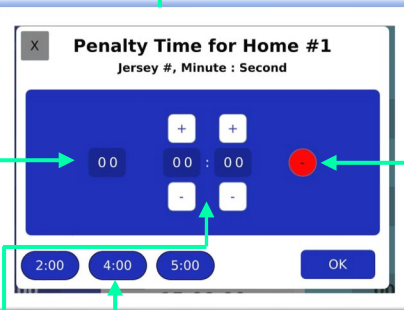 X Penalty Time for Home #1
Jersey #, Minute : Second
+ +
00 00 : 00 -
- -
2:00 4:00 5:00 OK